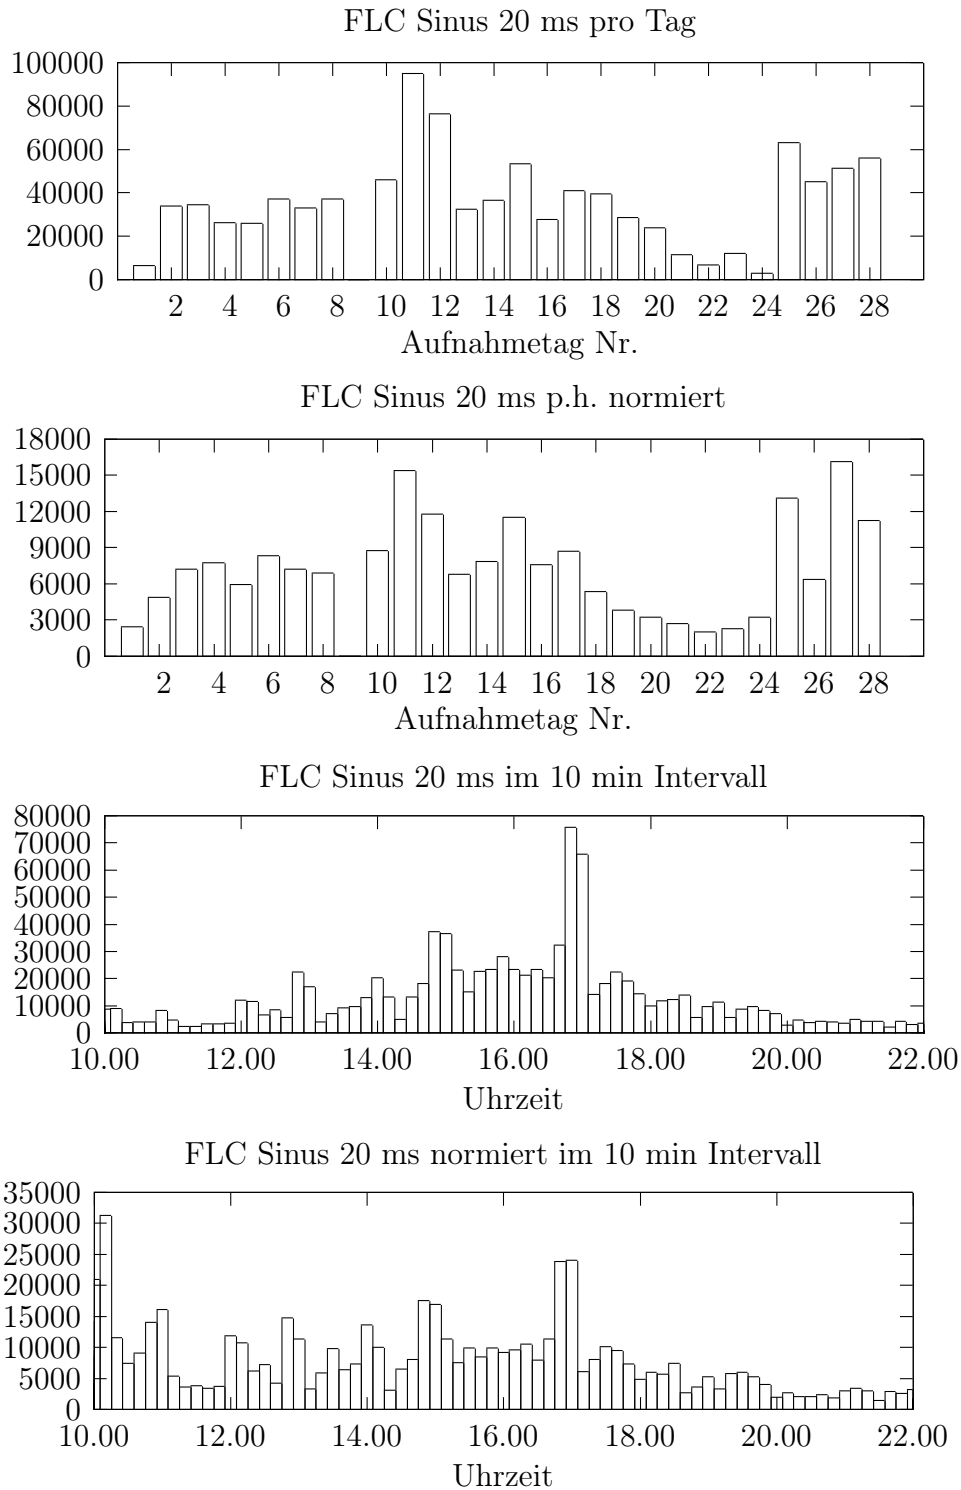 FLC Sinus 20 ms pro Tag
100000
80000
60000
40000
20000
0
2 4 6 8 10 12 14 16 18 20 22 24 26 28
Aufnahmetag Nr.
FLC Sinus 20 ms p.h. normiert
18000
15000
12000
9000
6000
3000
0
2 4 6 8 10 12 14 16 18 20 22 24 26 28
Aufnahmetag Nr.
FLC Sinus 20 ms im 10 min Intervall
80000
70000
60000
50000
40000
30000
20000
10000
0
10.00 12.00 14.00 16.00 18.00 20.00 22.00
Uhrzeit
FLC Sinus 20 ms normiert im 10 min Intervall
35000
30000
25000
20000
15000
10000
5000
0
10.00 12.00 14.00 16.00 18.00 20.00 22.00
Uhrzeit